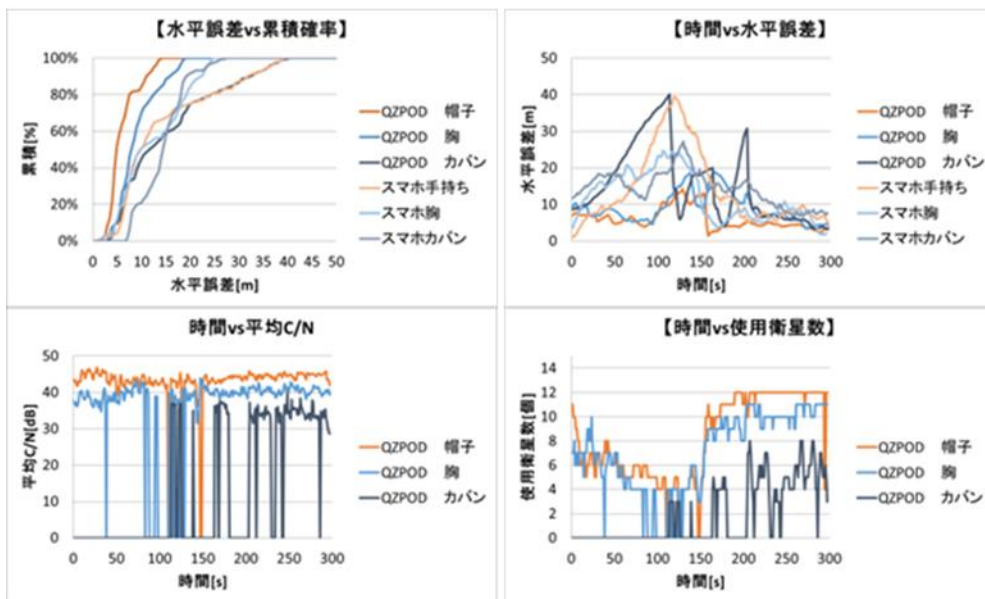 【水平誤差vs累積確率】
100%
80%
60%
40%
20%
0%
累積[%]
0 5 10 15 20 25 30 35 40 45 50
水平誤差[m]
QZPOD 帽子
QZPOD 胸
QZPOD カバン
スマホ手持ち
スマホ胸
スマホカバン
【時間vs水平誤差】
50
40
30
20
10
0
水平誤差[m]
0 50 100 150 200 250 300
時間[s]
QZPOD 帽子
QZPOD 胸
QZPOD カバン
スマホ手持ち
スマホ胸
スマホカバン
時間vs平均C/N
50
40
30
20
10
0
平均C/N[dB]
0 50 100 150 200 250 300
時間[s]
QZPOD 帽子
QZPOD 胸
QZPOD カバン
【時間vs使用衛星数】
14
12
10
8
6
4
2
0
使用衛星数[個]
0 50 100 150 200 250 300
時間[s]
QZPOD 帽子
QZPOD 胸
QZPOD カバン